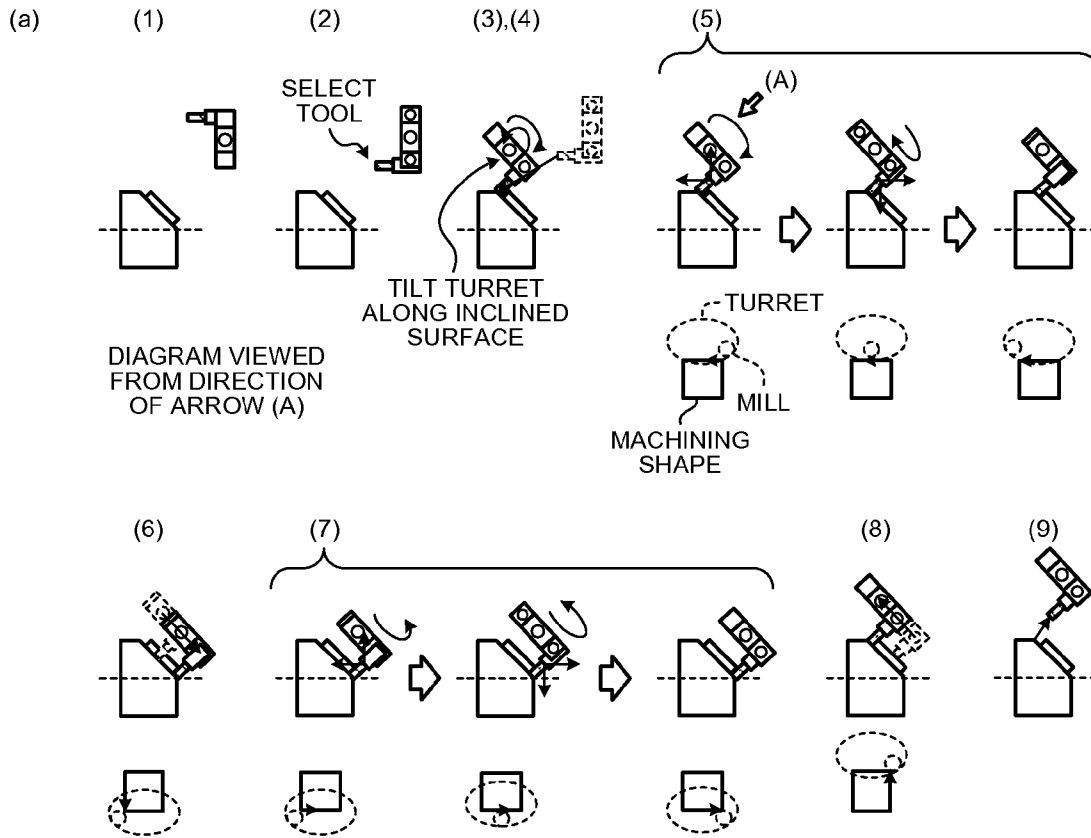 (a) (1) (2) (3),(4) (5)
(A)
SELECT
TOOL
TILT TURRET
ALONG INCLINED
SURFACE
TURRET
DIAGRAM VIEWED
FROM DIRECTION
OF ARROW (A)
MILL
MACHINING
SHAPE
(6) (7) (8) (9)